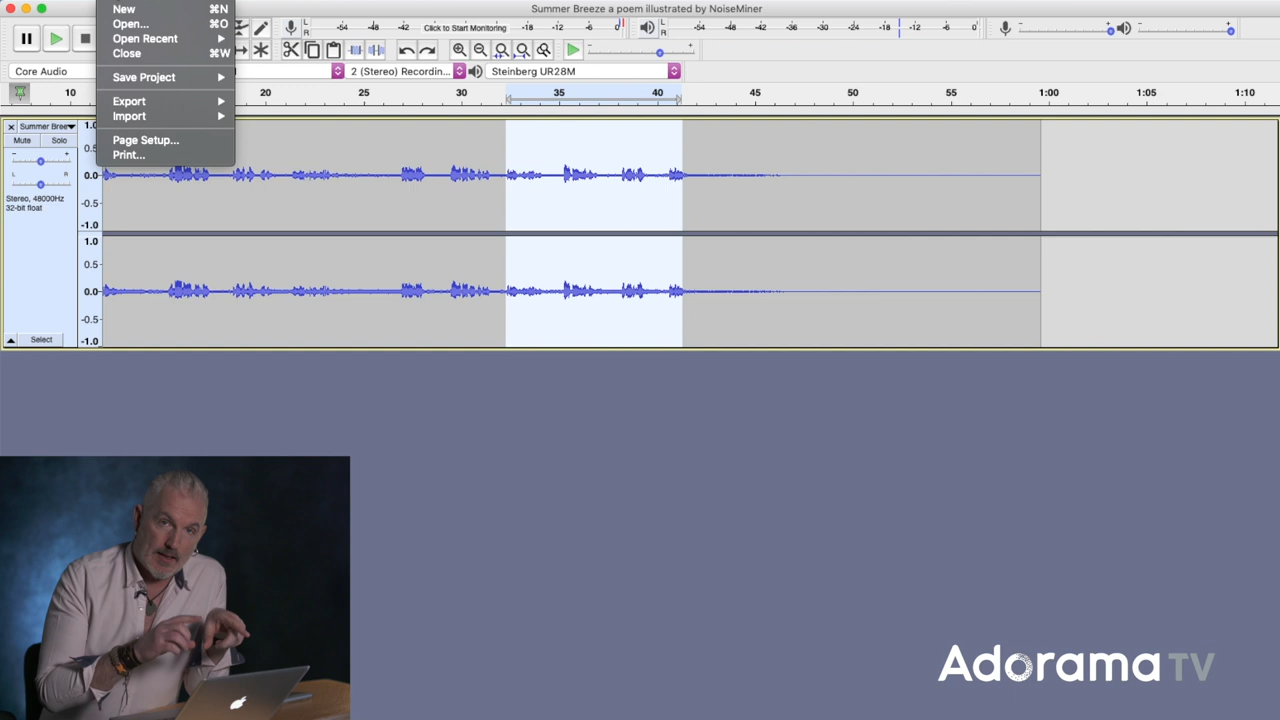 Summer Breeze a poem illustrated by NoiseMiner
New ⌘N
Open... ⌘O
Open Recent
Close ⌘W
Save Project
Export
Import
Page Setup...
Print...
L
R
-54 -48 -42 Click to Start Monitoring -18 -12 -6 0
L
R
-54 -48 -42 -36 -30 -24 -18 -12 -6 0
Core Audio
2 (Stereo) Recordin...
Steinberg UR28M
10 20 25 30 35 40 45 50 55 1:00 1:05 1:10
Summer Bree
Mute Solo
- +
L R
Stereo, 48000Hz
32-bit float
Select
1.0
0.5
0.0
-0.5
-1.0
1.0
0.5
0.0
-0.5
-1.0
Adorama TV